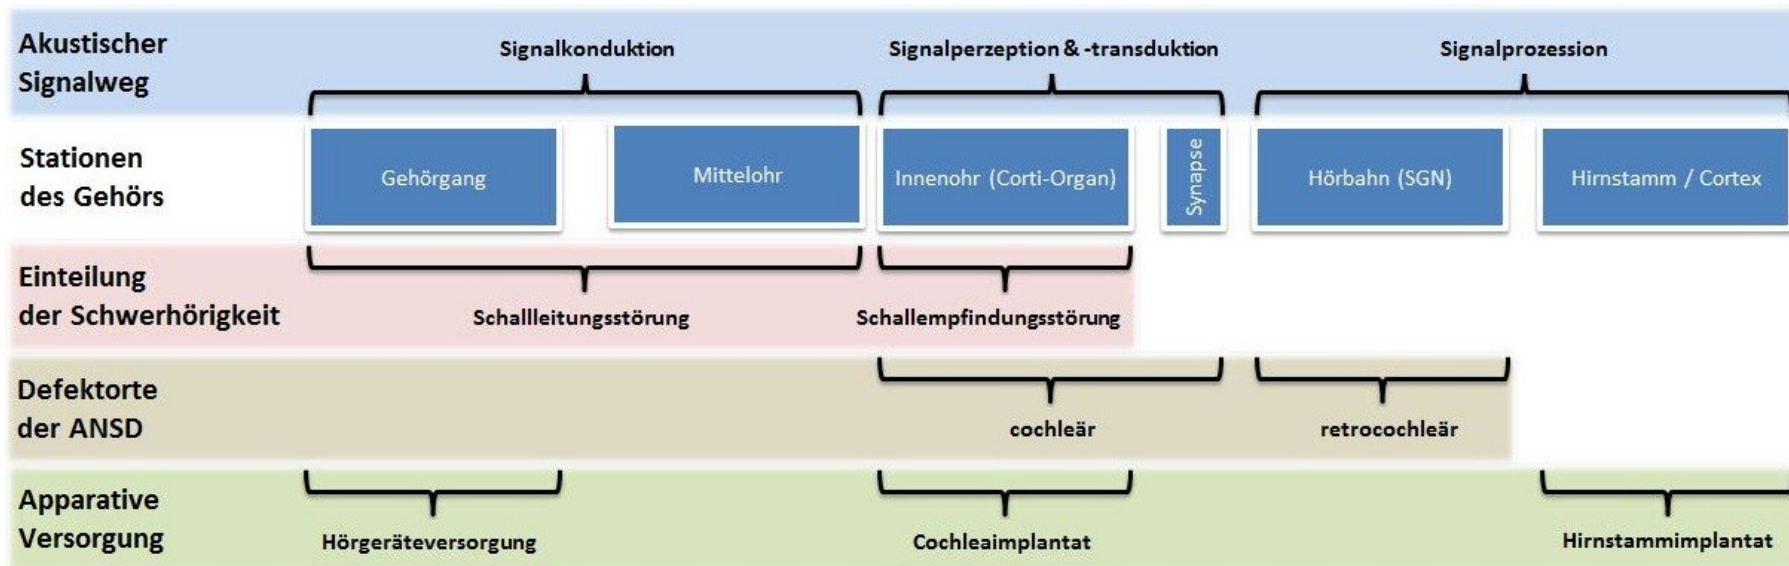 Akustischer
Signalweg
Signalkonduktion
Signalperzeption & -transduktion
Signalprozession
Stationen
des Gehörs
Gehörgang
Mittelohr
Innenohr (Corti-Organ)
Synapse
Hörbahn (SGN)
Hirnstamm / Cortex
Einteilung
der Schwerhörigkeit
Schallleitungsstörung
Schallempfindungsstörung
Defektorte
der ANSD
cochleär
retrocochleär
Apparative
Versorgung
Hörgeräteversorgung
Cochleaimplantat
Hirnstammimplantat